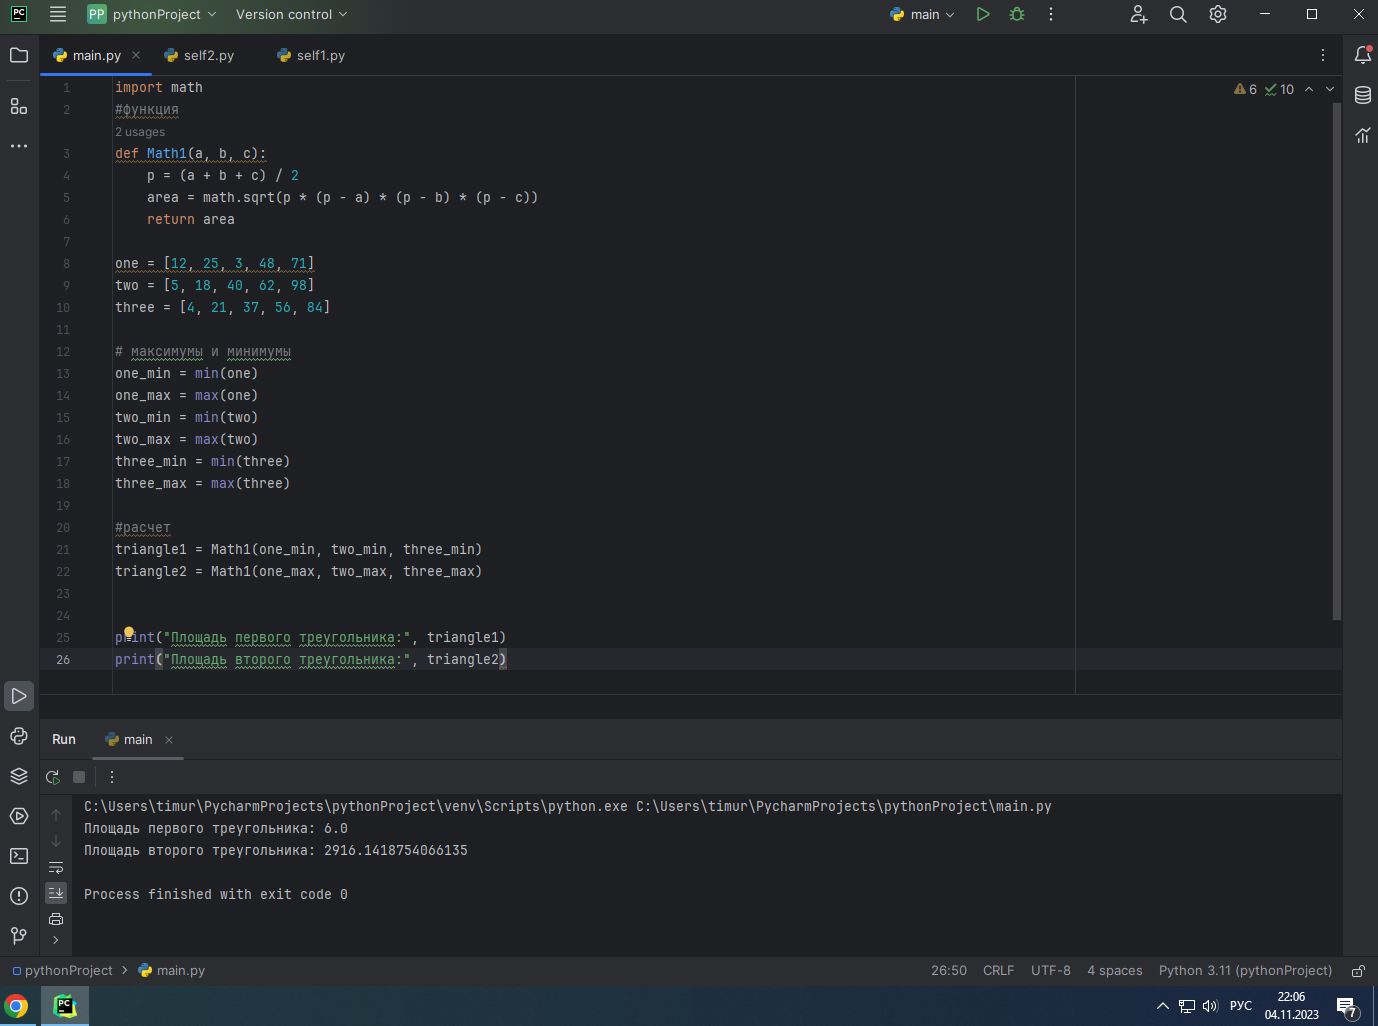 PC
PP pythonProject Version control main
main.py self2.py self1.py
6 10
1 import math
2 #функция
2 usages
3 def Math1(a, b, c):
4 p = (a + b + c) / 2
5 area = math.sqrt(p * (p - a) * (p - b) * (p - c))
6 return area
7
8 one = [12, 25, 3, 48, 71]
9 two = [5, 18, 40, 62, 98]
10 three = [4, 21, 37, 56, 84]
11
12 # максимумы и минимумы
13 one_min = min(one)
14 one_max = max(one)
15 two_min = min(two)
16 two_max = max(two)
17 three_min = min(three)
18 three_max = max(three)
19
20 #расчет
21 triangle1 = Math1(one_min, two_min, three_min)
22 triangle2 = Math1(one_max, two_max, three_max)
23
24
25 print("Площадь первого треугольника:", triangle1)
26 print("Площадь второго треугольника:", triangle2)
Run main
C:\Users\timur\PycharmProjects\pythonProject\venv\Scripts\python.exe C:\Users\timur\PycharmProjects\pythonProject\main.py
Площадь первого треугольника: 6.0
Площадь второго треугольника: 2916.1418754066135
Process finished with exit code 0
pythonProject > main.py 26:50 CRLF UTF-8 4 spaces Python 3.11 (pythonProject)
PC РУС 22:06
04.11.2023 7